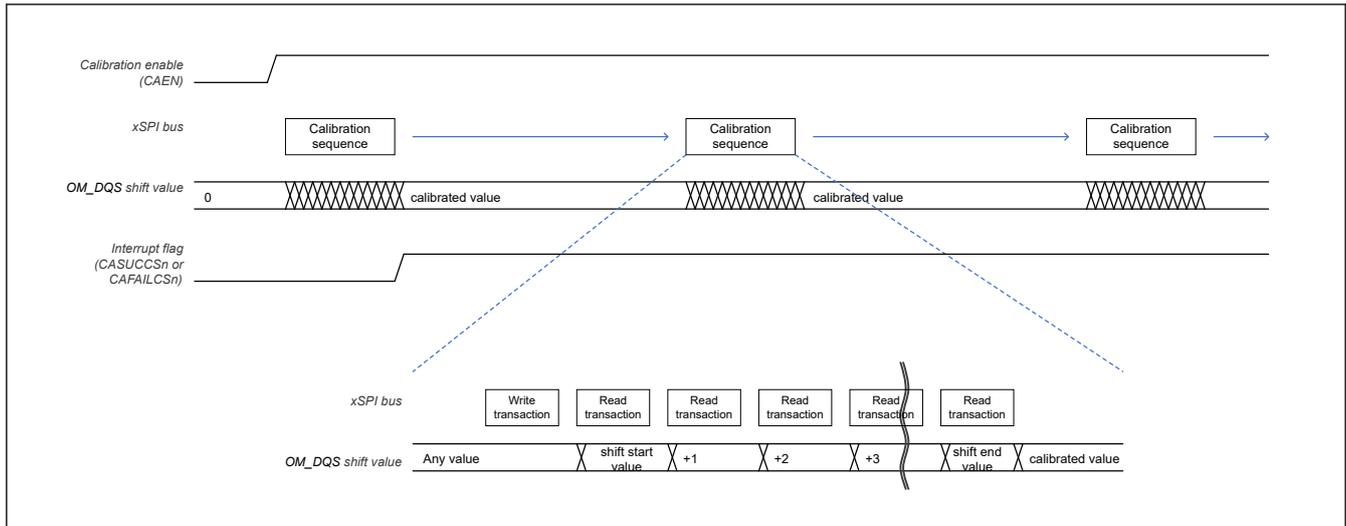 Calibration enable
(CAEN)
xSPI bus
Calibration
sequence
Calibration
sequence
Calibration
sequence
OM_DQS shift value
0
calibrated value
calibrated value
Interrupt flag
(CASUCCSn or
CAFAILCSn)
xSPI bus
Write
transaction
Read
transaction
Read
transaction
Read
transaction
Read
transaction
Read
transaction
OM_DQS shift value
Any value
shift start
value
+1
+2
+3
shift end
value
calibrated value